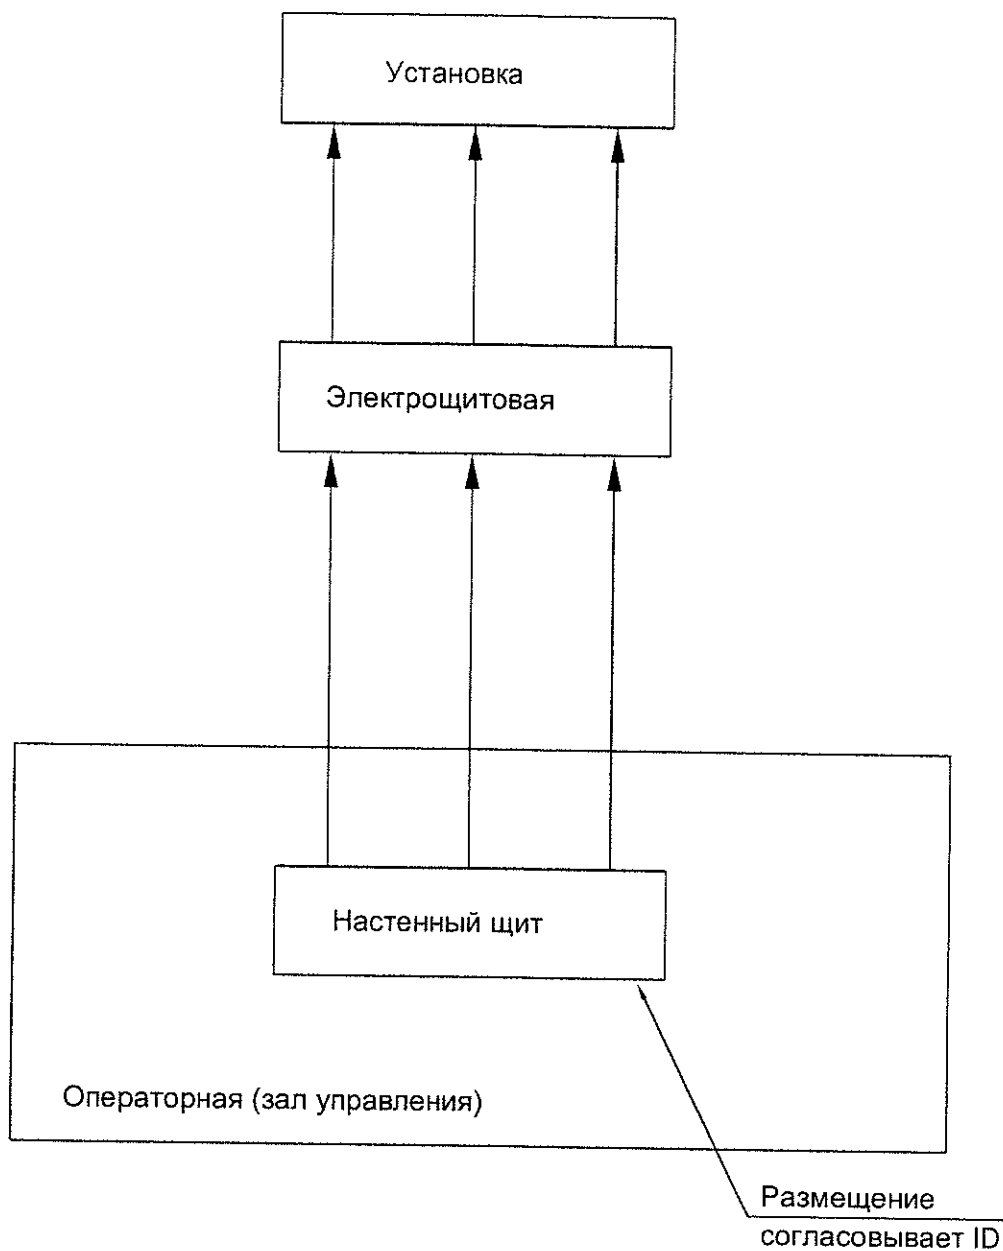 Установка
Электрощитовая
Настенный щит
Операторная (зал управления)
Размещение
согласовывает ID